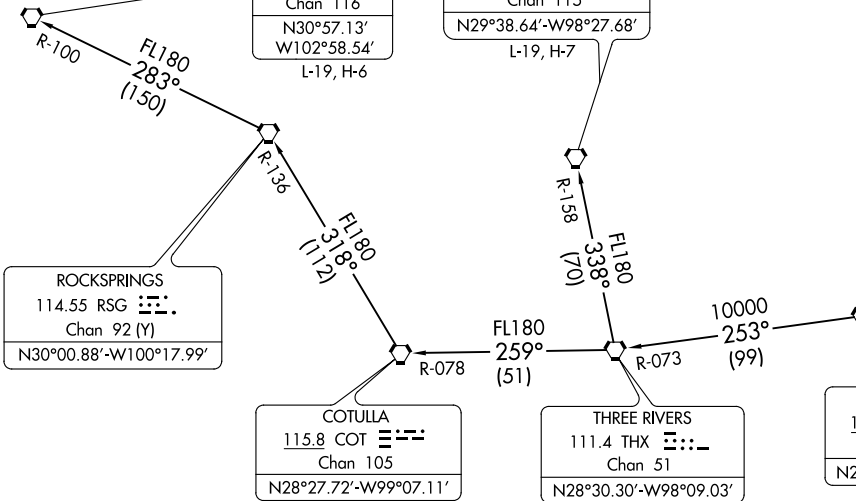 Chan 116
N30°57.13'
W102°58.54'
L-19, H-6
Chan 115
N29°38.64'-W98°27.68'
L-19, H-7
R-100
FL180
283°
(150)
R-136
FL180
318°
(112)
R-158
FL180
338°
(70)
ROCKSPRINGS
114.55 RSG
Chan 92 (Y)
N30°00.88'-W100°17.99'
R-078
FL180
259°
(51)
R-073
10000
253°
(99)
COTULLA
115.8 COT
Chan 105
N28°27.72'-W99°07.11'
THREE RIVERS
111.4 THX
Chan 51
N28°30.30'-W98°09.03'
1
N2